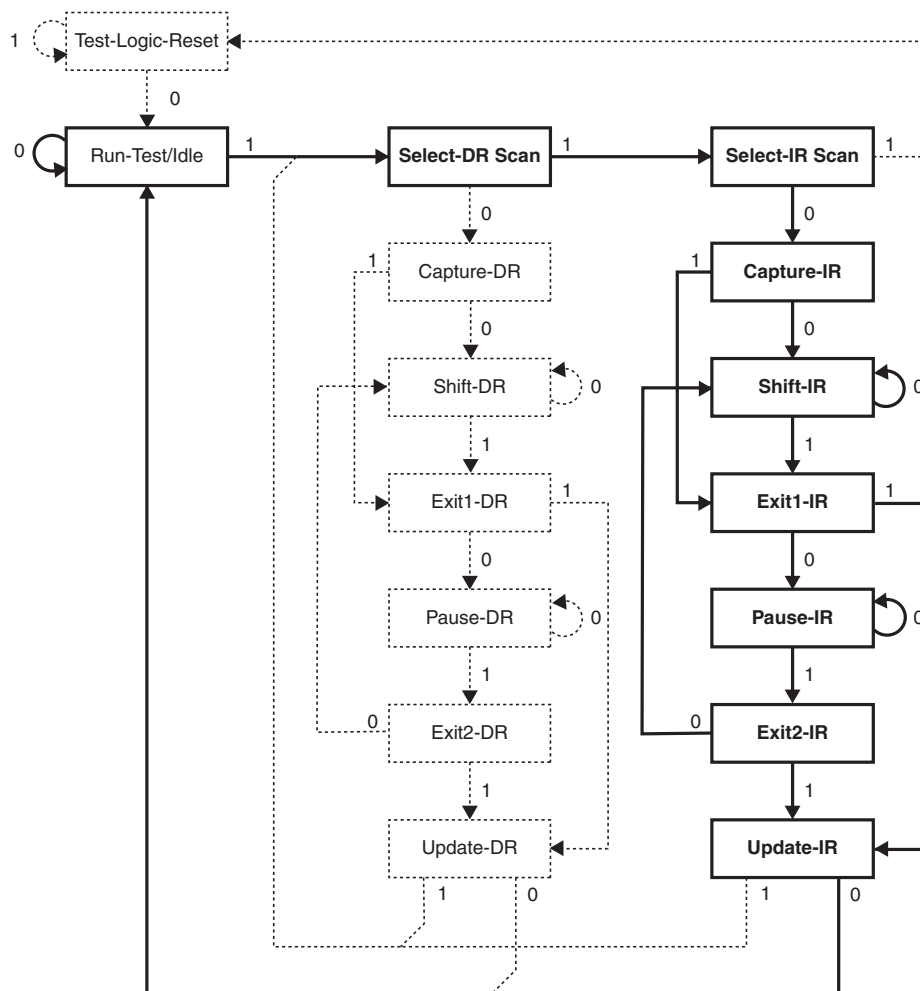 1
Test-Logic-Reset
0
0
Run-Test/Idle
1
Select-DR Scan
1
Select-IR Scan
1
0
0
1
Capture-DR
1
Capture-IR
0
0
Shift-DR
0
Shift-IR
0
1
1
Exit1-DR
1
Exit1-IR
1
0
0
Pause-DR
0
Pause-IR
0
1
1
0
Exit2-DR
0
Exit2-IR
1
1
Update-DR
Update-IR
1
0
1
0